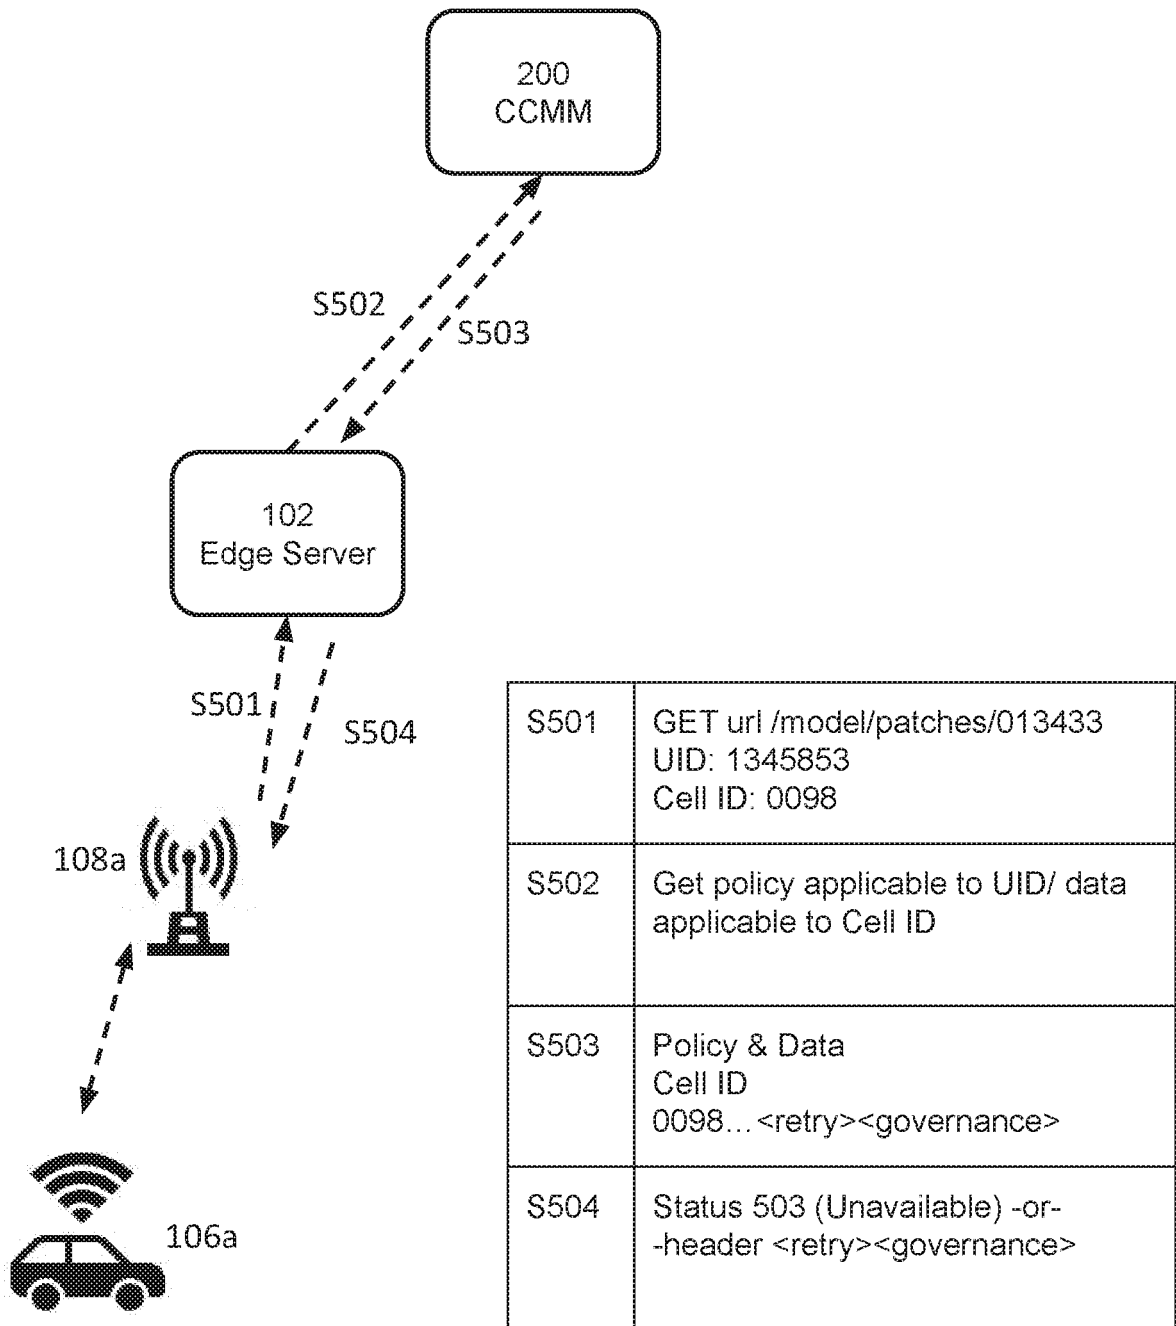 200
CCMM
S502
S503
102
Edge Server
S501
S504
108a
106a
S501
GET url /model/patches/013433
UID: 1345853
Cell ID: 0098
S502
Get policy applicable to UID/ data
applicable to Cell ID
S503
Policy & Data
Cell ID
0098... <retry><governance>
S504
Status 503 (Unavailable) -or-
-header <retry><governance>